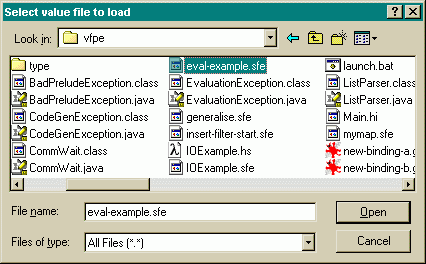 Select value file to load
Look in: vfpe
type
BadPreludeException.class
BadPreludeException.java
CodeGenException.class
CodeGenException.java
CommWait.class
CommWait.java
eval-example.sfe
EvaluationException.class
EvaluationException.java
generalise.sfe
insert-filter-start.sfe
IOExample.hs
IOExample.sfe
launch.bat
ListParser.class
ListParser.java
Main.hi
mymap.sfe
new-binding-a.g
new-binding-b.g
File name: eval-example.sfe Open
Files of type: All Files (*.*) Cancel